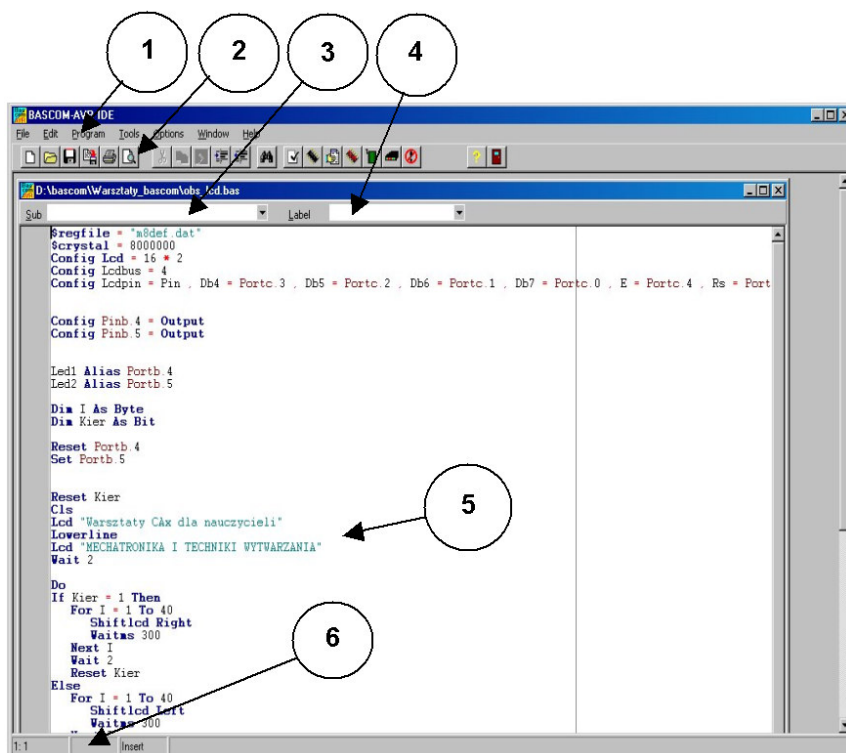 1 2 3 4
BASCOM-AVR IDE
File Edit Program Tools Options Window Help
D:\bascom\Warsztaty_bascom\obs_lcd.bas
Sub Label
$regfile = "m8def.dat"
$crystal = 8000000
Config Lcd = 16 * 2
Config Lcdbus = 4
Config Lcdpin = Pin , Db4 = Portc.3 , Db5 = Portc.2 , Db6 = Portc.1 , Db7 = Portc.0 , E = Portc.4 , Rs = Port
Config Pinb.4 = Output
Config Pinb.5 = Output
Led1 Alias Portb.4
Led2 Alias Portb.5
Dim I As Byte
Dim Kier As Bit
Reset Portb.4
Set Portb.5
Reset Kier
Cls
Lcd "Warsztaty CAx dla nauczycieli"
5
Lowerline
Lcd "MECHATRONIKA I TECHNIKI WYTWARZANIA"
Wait 2
Do
If Kier = 1 Then
For I = 1 To 40
Shiftlcd Right
Waitms 300
6
Next I
Wait 2
Reset Kier
Else
For I = 1 To 40
Shiftlcd Left
Waitms 300
1: 1 Insert